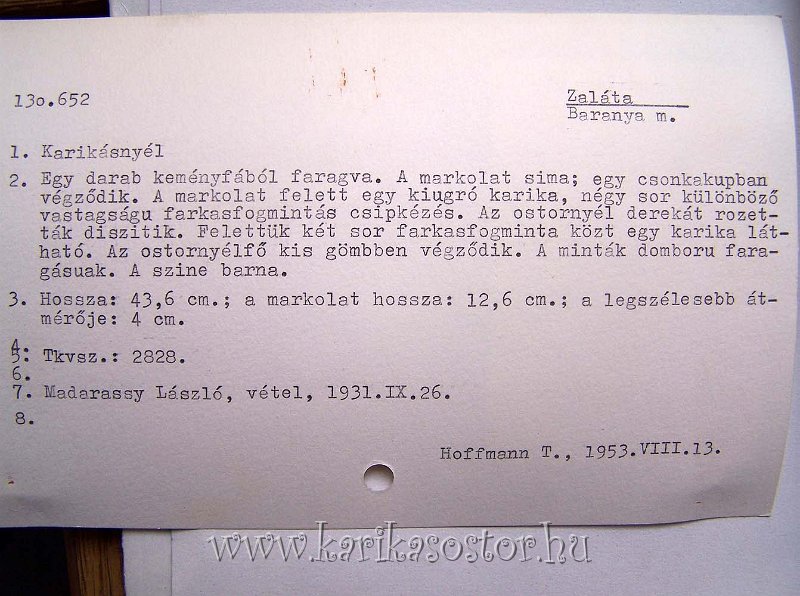 13o.652
Zaláta
Baranya m.
1. Karikásnyél
2. Egy darab keményfából faragva. A markolat sima; egy csonkakupban
végződik. A markolat felett egy kiugró karika, négy sor különböző
vastagságu farkasfogmintás csipkézés. Az ostornyél derekát rozet-
ták diszitik. Felettük két sor farkasfogminta közt egy karika lát-
ható. Az ostornyélfő kis gömbben végződik. A minták domboru fara-
gásuak. A szine barna.
3. Hossza: 43,6 cm.; a markolat hossza: 12,6 cm.; a legszélesebb át-
mérője: 4 cm.
4.
5. Tkvsz.: 2828.
6.
7. Madarassy László, vétel, 1931.IX.26.
8.
Hoffmann T., 1953.VIII.13.
www.karikasostor.hu